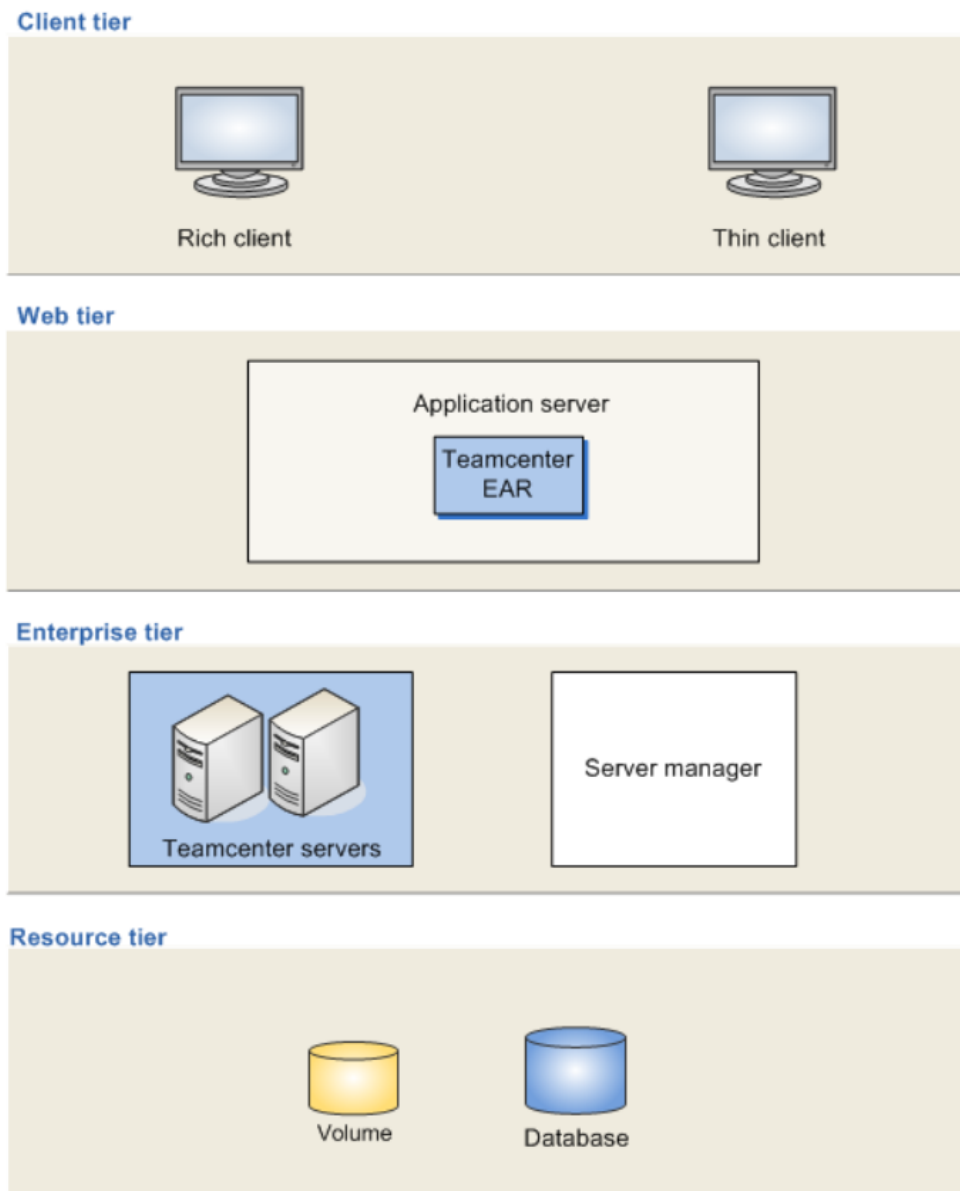 Client tier
Rich client
Thin client
Web tier
Application server
Teamcenter
EAR
Enterprise tier
Teamcenter servers
Server manager
Resource tier
Volume
Database